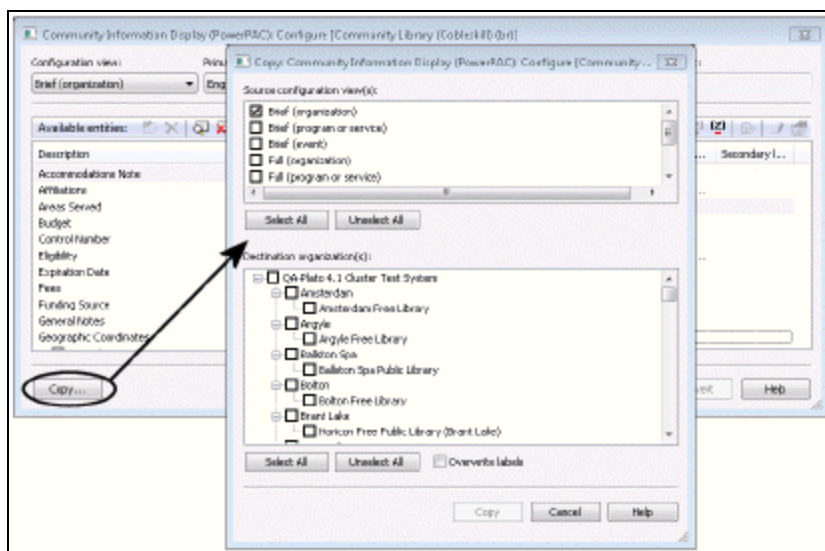 Community Information Display (PowerPAC): Configure [Community Library (Cobleskill) (br)]
Configuration view:
Brief (organization)
Eng
Available entities:
Description
Accommodations Note
Affiliations
Areas Served
Budget
Control Number
Eligibility
Expiration Date
Fees
Funding Source
General Notes
Geographic Coordinates
Copy...
Secondary l...
Help
Copy: Community Information Display (PowerPAC): Configure [Community ...
Source configuration view(s):
Brief (organization)
Brief (program or service)
Brief (event)
Full (organization)
Full (program or service)
Select All Unselect All
Destination organization(s):
QA-Plato 4.1 Cluster Test System
Amsterdam
Amsterdam Free Library
Argyle
Argyle Free Library
Ballston Spa
Ballston Spa Public Library
Bolton
Bolton Free Library
Brant Lake
Horicon Free Public Library (Brant Lake)
Select All Unselect All Overwrite labels
Copy Cancel Help